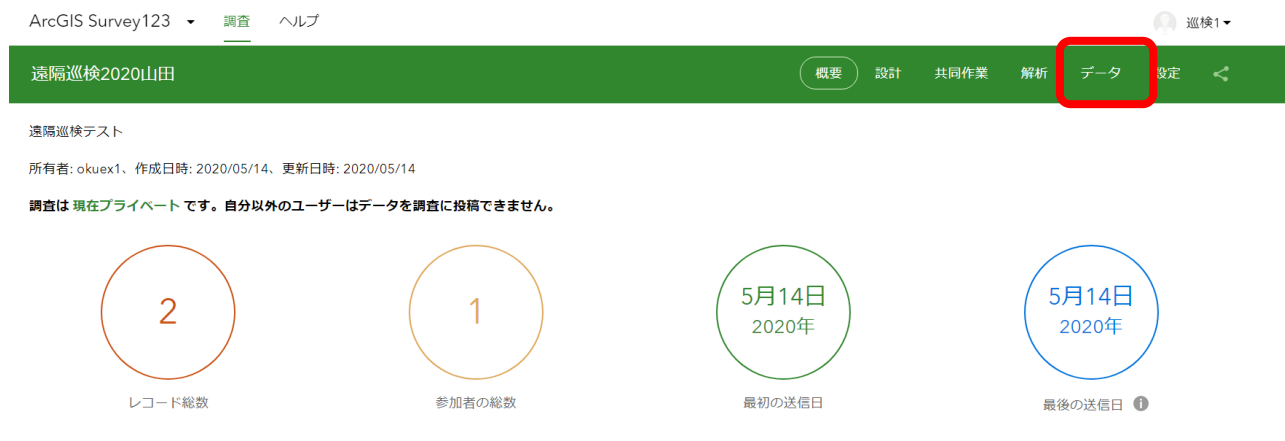 ArcGIS Survey123 調査 ヘルプ 巡検1
遠隔巡検2020山田 概要 設計 共同作業 解析 データ 設定
遠隔巡検テスト
所有者: okuex1、作成日時: 2020/05/14、更新日時: 2020/05/14
調査は 現在プライベート です。自分以外のユーザーはデータを調査に投稿できません。
2 1 5月14日 5月14日
2020年 2020年
レコード総数 参加者の総数 最初の送信日 最後の送信日 i